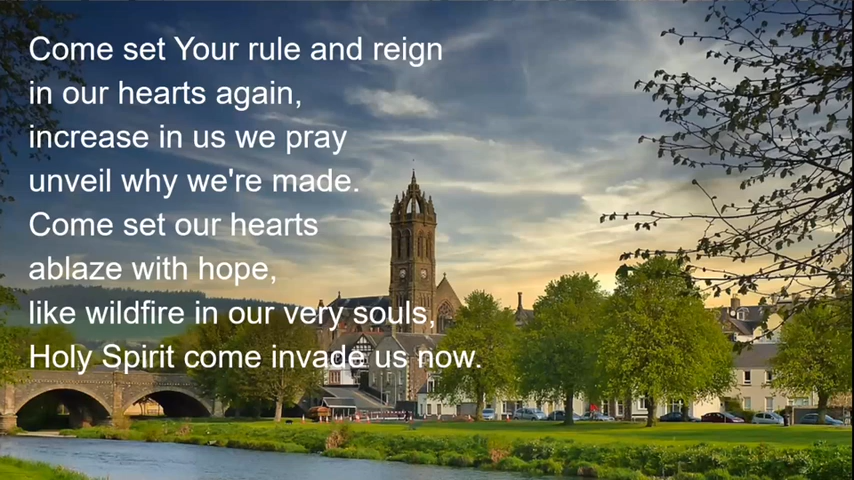 Come set Your rule and reign
in our hearts again,
increase in us we pray
unveil why we're made.
Come set our hearts
ablaze with hope,
like wildfire in our very souls,
Holy Spirit come invade us now.